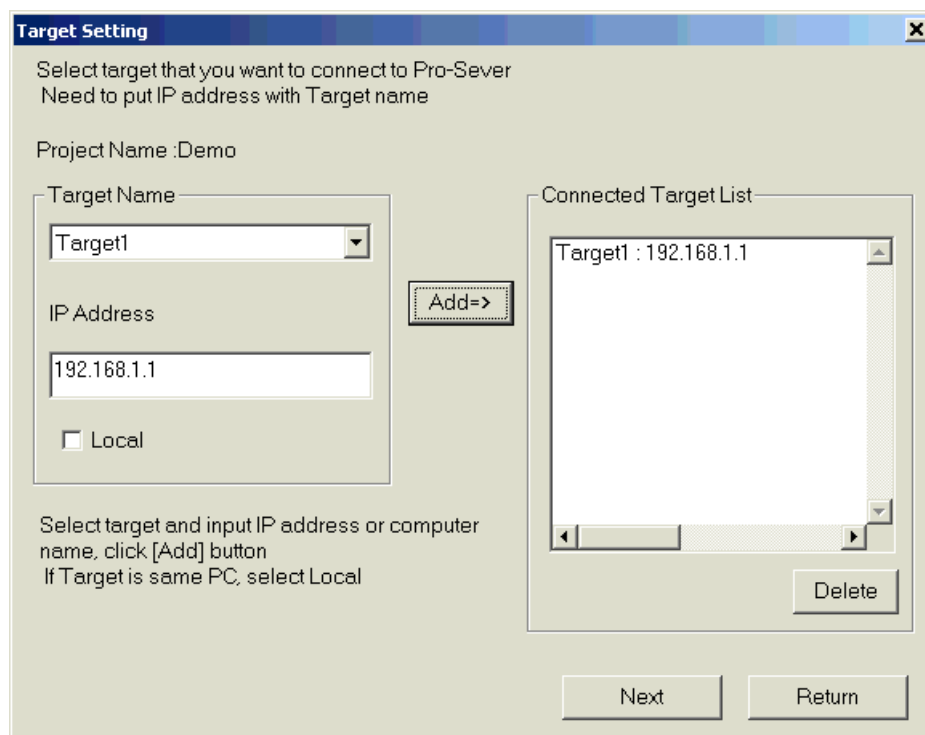 Target Setting
Select target that you want to connect to Pro-Sever
Need to put IP address with Target name
Project Name :Demo
Target Name
Target1
IP Address
192.168.1.1
Local
Add=>
Connected Target List
Target1 : 192.168.1.1
Delete
Select target and input IP address or computer
name, click [Add] button
If Target is same PC, select Local
Next
Return